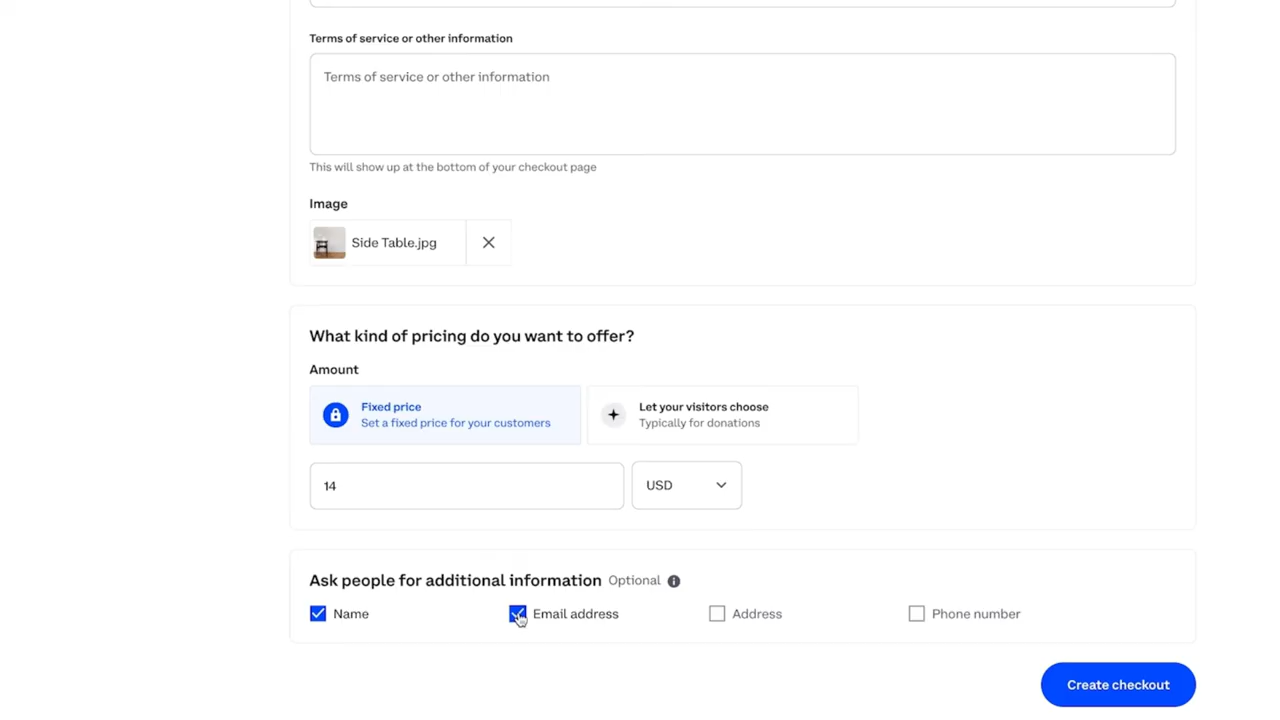 Terms of service or other information
Terms of service or other information
This will show up at the bottom of your checkout page
Image
Side Table.jpg
What kind of pricing do you want to offer?
Amount
Fixed price
Set a fixed price for your customers
Let your visitors choose
Typically for donations
14
USD
Ask people for additional information Optional
Name
Email address
Address
Phone number
Create checkout